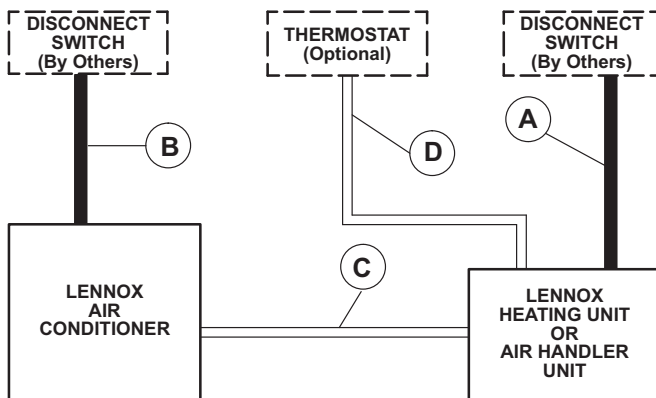 DISCONNECT
SWITCH
(By Others)
THERMOSTAT
(Optional)
DISCONNECT
SWITCH
(By Others)
B
D
A
C
LENNOX
AIR
CONDITIONER
LENNOX
HEATING UNIT
OR
AIR HANDLER
UNIT